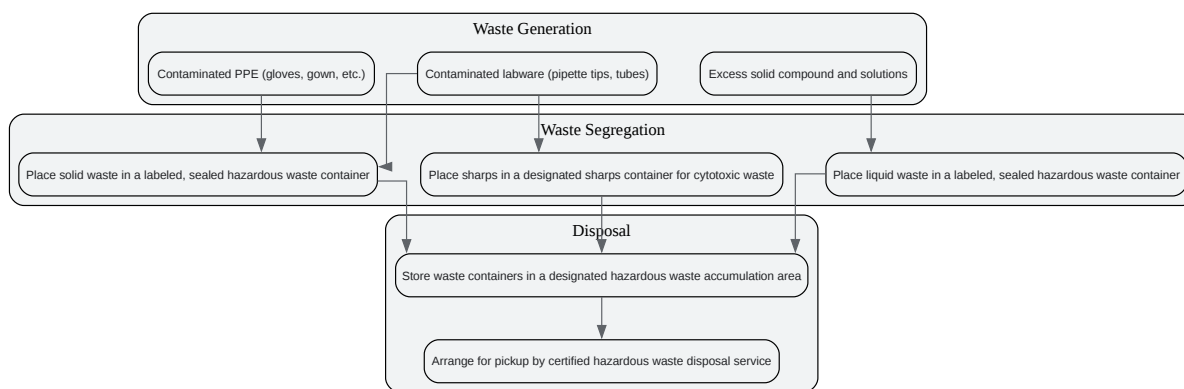 Waste Generation
Contaminated PPE (gloves, gown, etc.)
Contaminated labware (pipette tips, tubes)
Excess solid compound and solutions
Waste Segregation
Place solid waste in a labeled, sealed hazardous waste container
Place sharps in a designated sharps container for cytotoxic waste
Place liquid waste in a labeled, sealed hazardous waste container
Disposal
Store waste containers in a designated hazardous waste accumulation area
Arrange for pickup by certified hazardous waste disposal service